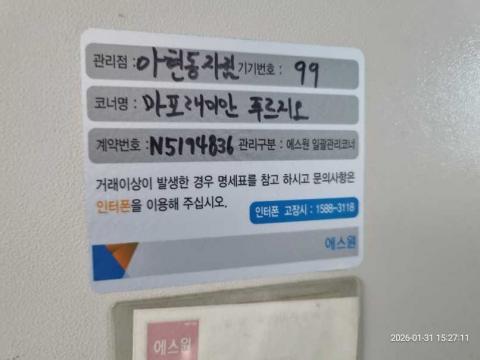 관리점 : 아현동지점 기기번호 : 99
코너명 : 마포래미안 푸르지오
계약번호 : N5194836 관리구분 : 에스원 일괄관리코너
거래이상이 발생한 경우 명세표를 참고 하시고 문의사항은
인터폰을 이용해 주십시오.
인터폰 고장시 : 1588-3118
에스원
에스원
2026-01-31 15:27:11